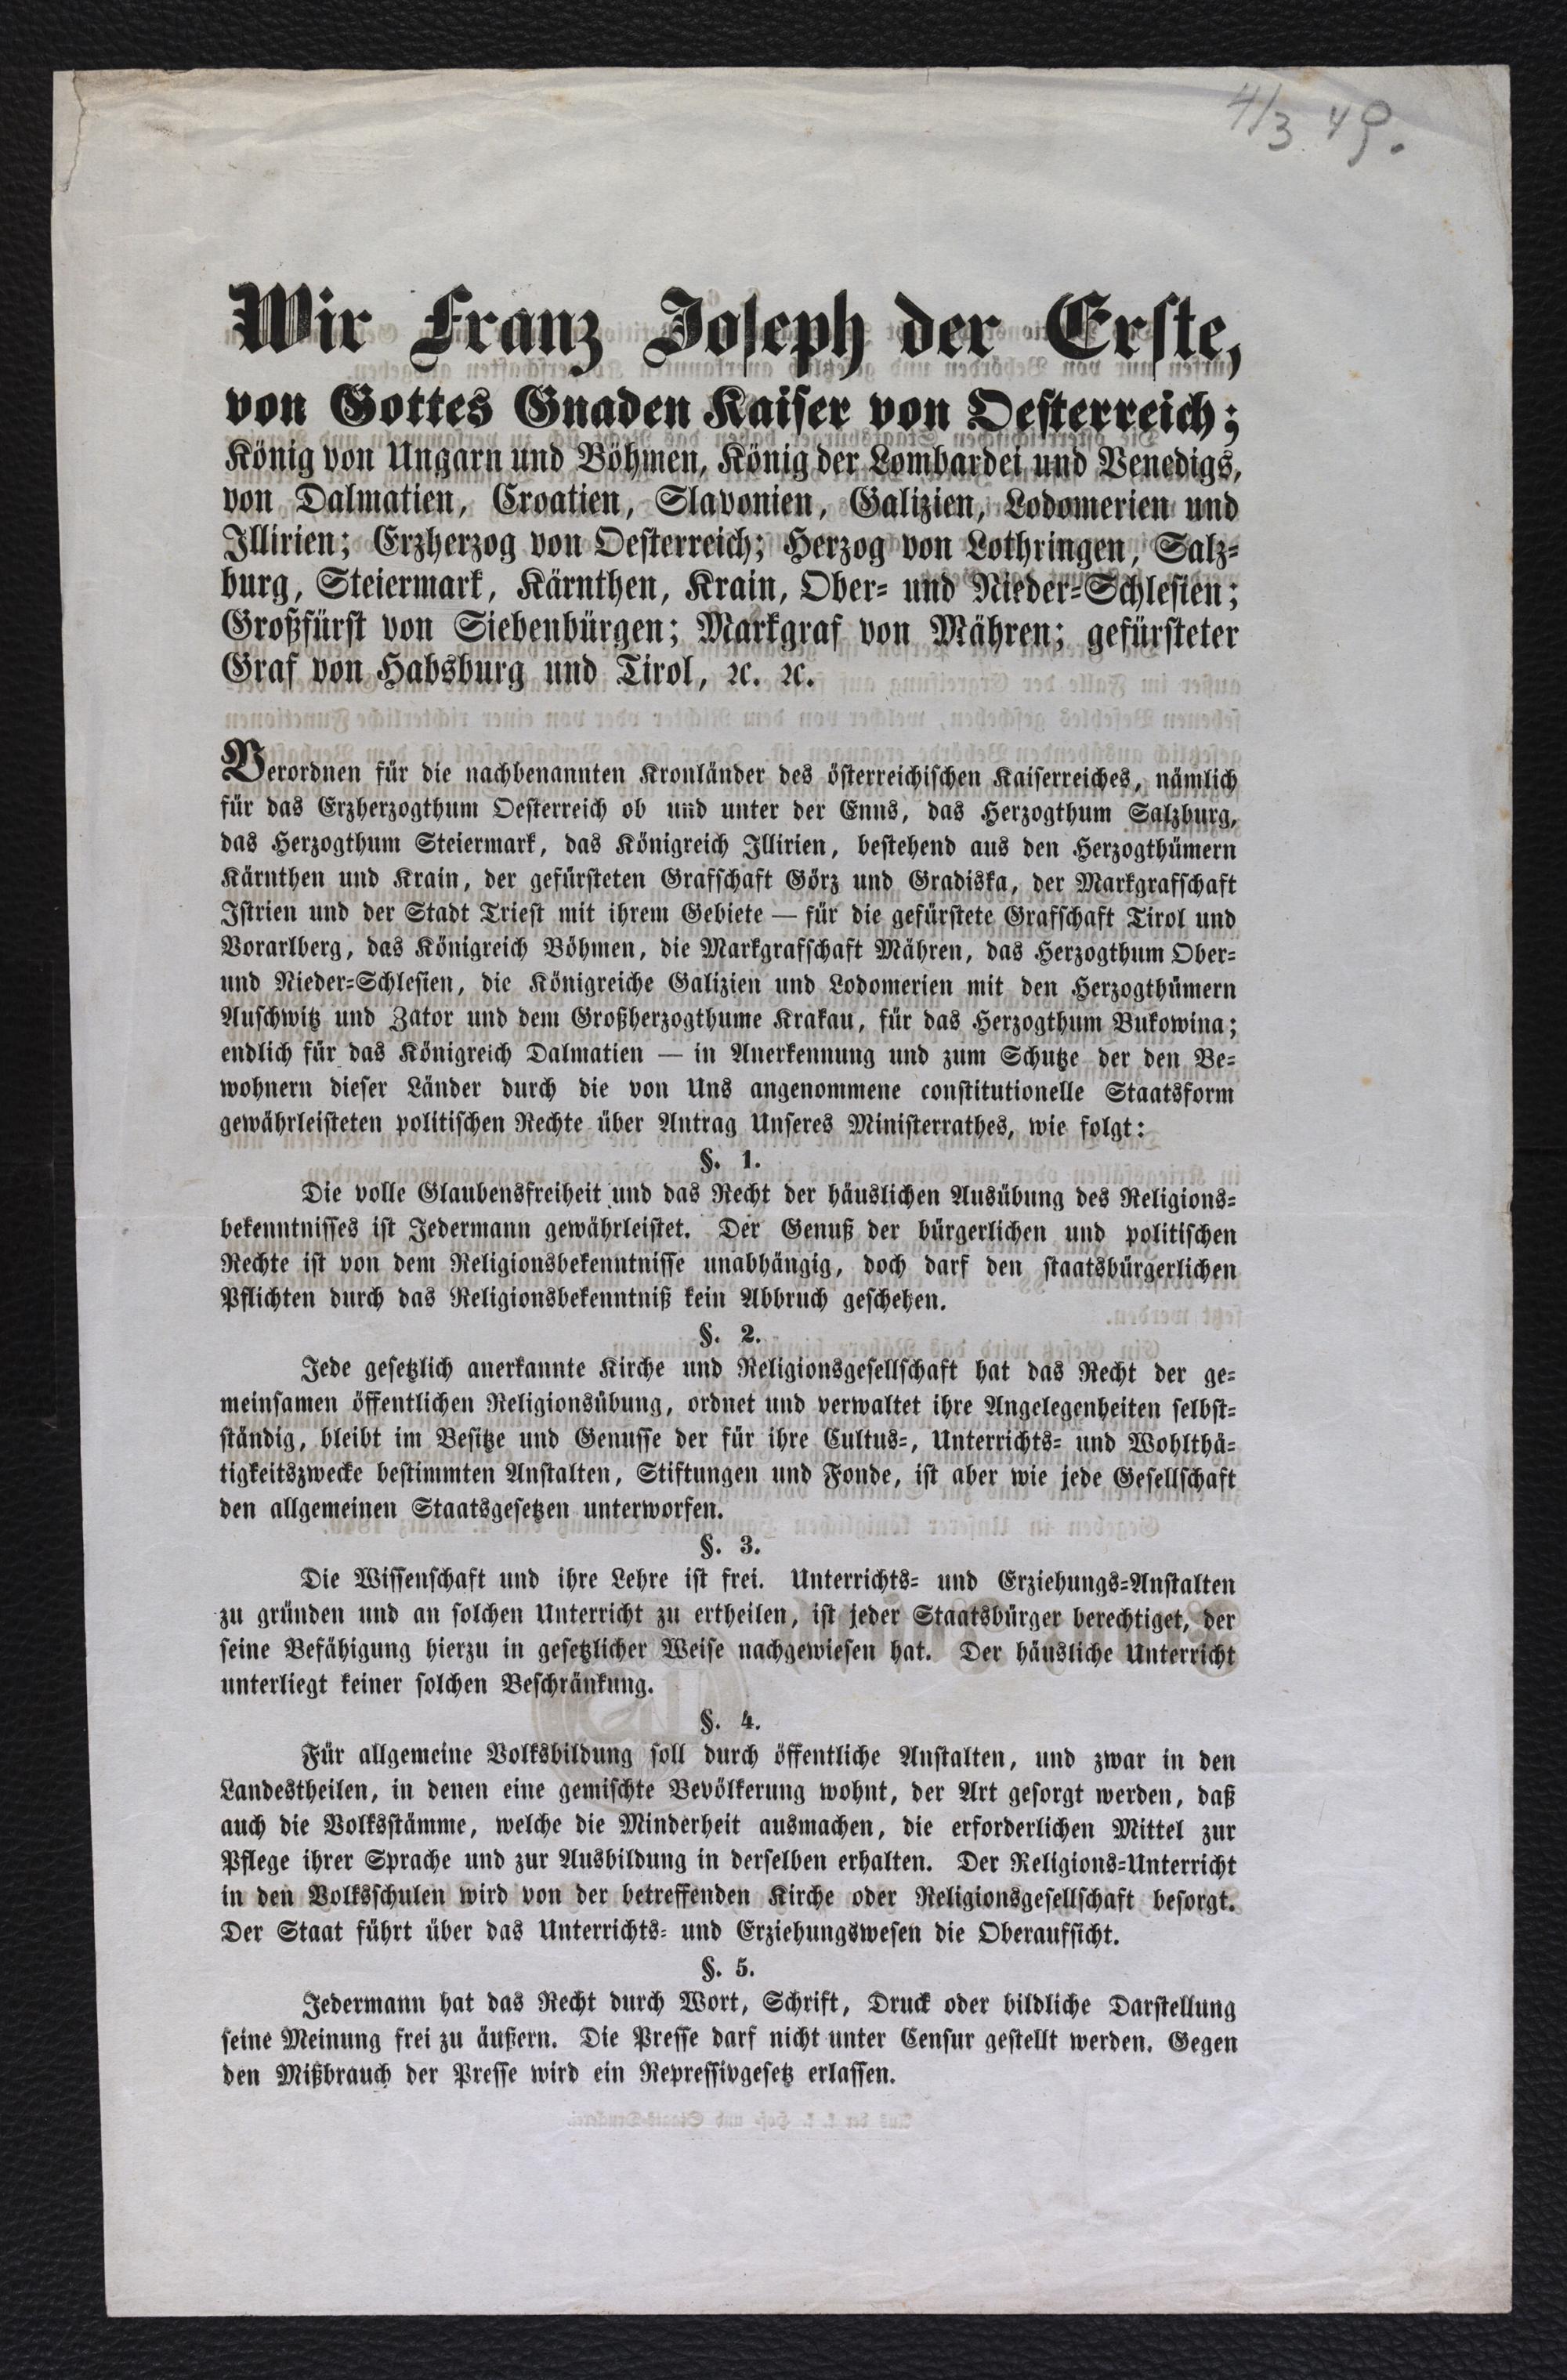 4/3 49.
Wir Franz Joseph der Erste,
von Gottes Gnaden Kaiser von Oesterreich;
König von Ungarn und Böhmen, König der Lombardei und Venedigs,
von Dalmatien, Croatien, Slavonien, Galizien, Lodomerien und
Illirien; Erzherzog von Oesterreich; Herzog von Lothringen, Salz-
burg, Steiermark, Kärnthen, Krain, Ober- und Nieder-Schlesien;
Großfürst von Siebenbürgen; Markgraf von Mähren; gefürsteter
Graf von Habsburg und Tirol, ꝛc. ꝛc.
Verordnen für die nachbenannten Kronländer des österreichischen Kaiserreiches, nämlich
für das Erzherzogthum Oesterreich ob und unter der Enns, das Herzogthum Salzburg,
das Herzogthum Steiermark, das Königreich Illirien, bestehend aus den Herzogthümern
Kärnthen und Krain, der gefürsteten Grafschaft Görz und Gradiska, der Markgrafschaft
Istrien und der Stadt Triest mit ihrem Gebiete — für die gefürstete Grafschaft Tirol und
Vorarlberg, das Königreich Böhmen, die Markgrafschaft Mähren, das Herzogthum Ober-
und Nieder-Schlesien, die Königreiche Galizien und Lodomerien mit den Herzogthümern
Auschwitz und Zator und dem Großherzogthume Krakau, für das Herzogthum Bukowina;
endlich für das Königreich Dalmatien — in Anerkennung und zum Schutze der den Be-
wohnern dieser Länder durch die von Uns angenommene constitutionelle Staatsform
gewährleisteten politischen Rechte über Antrag Unseres Ministerrathes, wie folgt:
§. 1.
Die volle Glaubensfreiheit und das Recht der häuslichen Ausübung des Religions-
bekenntnisses ist Jedermann gewährleistet. Der Genuß der bürgerlichen und politischen
Rechte ist von dem Religionsbekenntnisse unabhängig, doch darf den staatsbürgerlichen
Pflichten durch das Religionsbekenntniß kein Abbruch geschehen.
§. 2.
Jede gesetzlich anerkannte Kirche und Religionsgesellschaft hat das Recht der ge-
meinsamen öffentlichen Religionsübung, ordnet und verwaltet ihre Angelegenheiten selbst-
ständig, bleibt im Besitze und Genusse der für ihre Cultus-, Unterrichts- und Wohlthä-
tigkeitszwecke bestimmten Anstalten, Stiftungen und Fonde, ist aber wie jede Gesellschaft
den allgemeinen Staatsgesetzen unterworfen.
§. 3.
Die Wissenschaft und ihre Lehre ist frei. Unterrichts- und Erziehungs-Anstalten
zu gründen und an solchen Unterricht zu ertheilen, ist jeder Staatsbürger berechtiget, der
seine Befähigung hierzu in gesetzlicher Weise nachgewiesen hat. Der häusliche Unterricht
unterliegt keiner solchen Beschränkung.
§. 4.
Für allgemeine Volksbildung soll durch öffentliche Anstalten, und zwar in den
Landestheilen, in denen eine gemischte Bevölkerung wohnt, der Art gesorgt werden, daß
auch die Volksstämme, welche die Minderheit ausmachen, die erforderlichen Mittel zur
Pflege ihrer Sprache und zur Ausbildung in derselben erhalten. Der Religions-Unterricht
in den Volksschulen wird von der betreffenden Kirche oder Religionsgesellschaft besorgt.
Der Staat führt über das Unterrichts- und Erziehungswesen die Oberaufsicht.
§. 5.
Jedermann hat das Recht durch Wort, Schrift, Druck oder bildliche Darstellung
seine Meinung frei zu äußern. Die Presse darf nicht unter Censur gestellt werden. Gegen
den Mißbrauch der Presse wird ein Repressivgesetz erlassen.